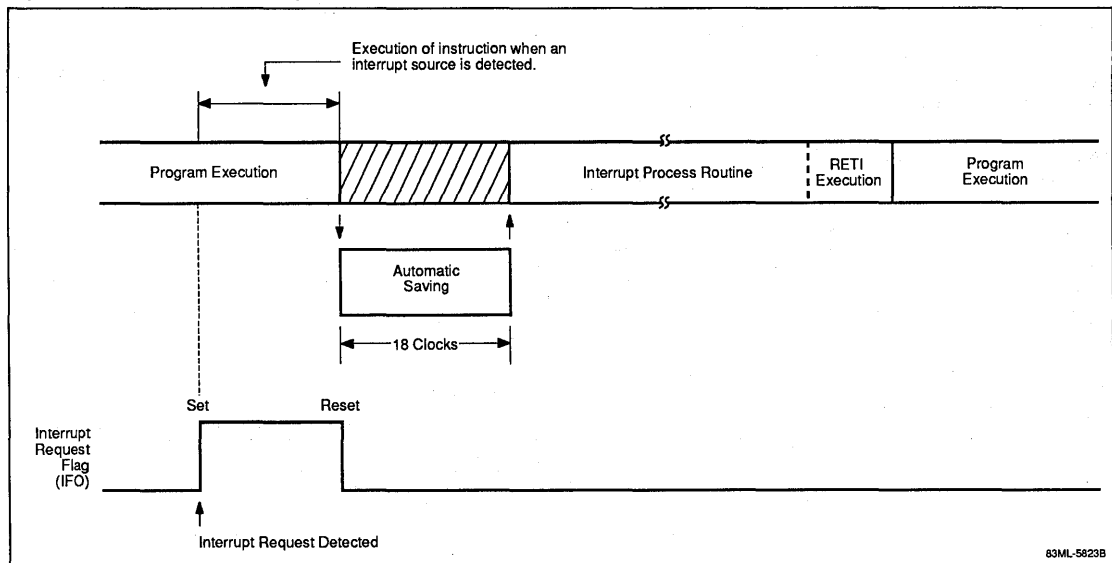 Execution of instruction when an
interrupt source is detected.
Program Execution
Interrupt Process Routine
RETI
Execution
Program
Execution
Automatic
Saving
18 Clocks
Set
Reset
Interrupt
Request
Flag
(IFO)
Interrupt Request Detected
83ML-5823B